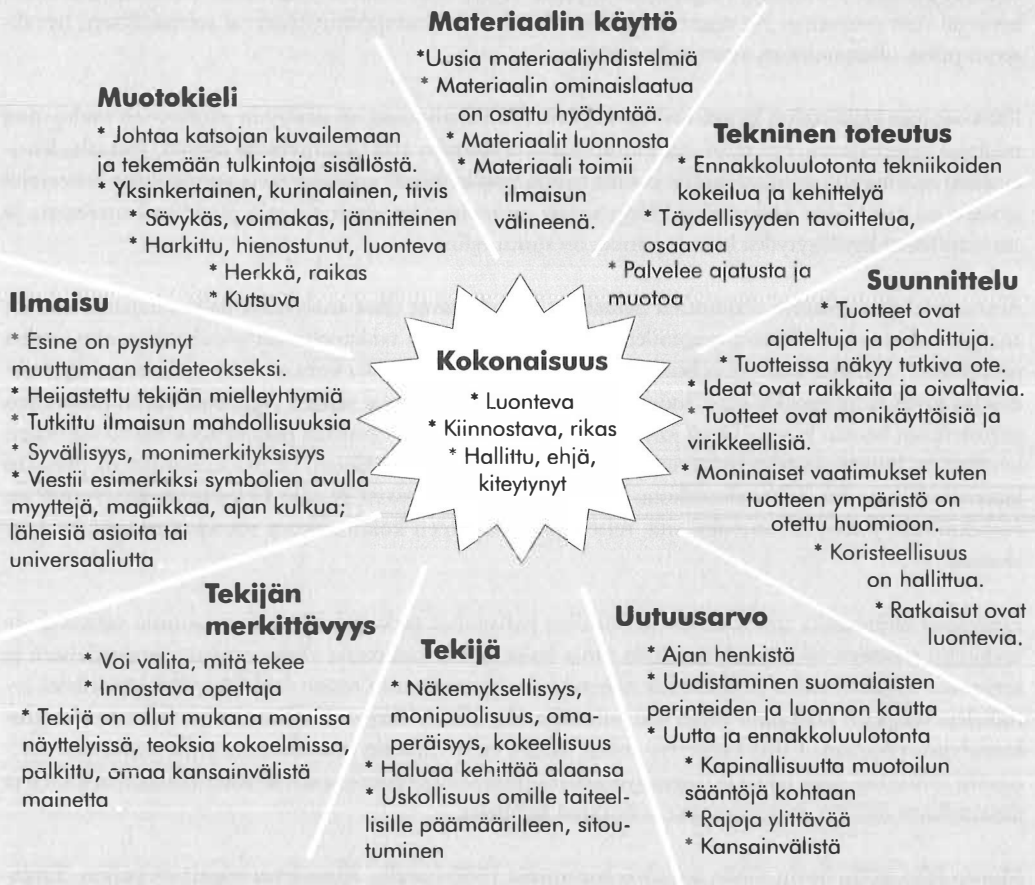 Materiaalin käyttö
*Uusia materiaaliyhdistelmiä
* Materiaalin ominaislaatua
on osattu hyödyntää.
* Materiaalit luonnosta
* Materiaali toimii
ilmaisun
välineenä.
Muotokieli
* Johtaa katsojan kuvailemaan
ja tekemään tulkintoja sisällöstä.
* Yksinkertainen, kurinalainen, tiivis
* Sävykäs, voimakas, jännitteinen
* Harkittu, hienostunut, luonteva
* Herkkä, raikas
* Kutsuva
Tekninen toteutus
* Ennakkoluulotonta tekniikoiden
kokeilua ja kehittelyä
* Täydellisyyden tavoittelua,
osaavaa
* Palvelee ajatusta ja
muotoa
Suunnittelu
* Tuotteet ovat
ajateltuja ja pohdittuja.
* Tuotteissa näkyy tutkiva ote.
* Ideat ovat raikkaita ja oivaltavia.
* Tuotteet ovat monikäyttöisiä ja
virikkeellisiä.
* Moninaiset vaatimukset kuten
tuotteen ympäristö on
otettu huomioon.
* Koristeellisuus
on hallittua.
* Ratkaisut ovat
luontevia.
Ilmaisu
* Esine on pystynyt
muuttumaan taideteokseksi.
* Heijastettu tekijän mielleyhtymiä
* Tutkittu ilmaisun mahdollisuuksia
* Syvällisyys, monimerkityksisyys
* Viestii esimerkiksi symbolien avulla
myyttejä, magiikkaa, ajan kulkua;
läheisiä asioita tai
universaaliutta
Kokonaisuus
* Luonteva
* Kiinnostava, rikas
* Hallittu, ehjä,
kiteytynyt
Tekijän
merkittävyys
* Voi valita, mitä tekee
* Innostava opettaja
* Tekijä on ollut mukana monissa
näyttelyissä, teoksia kokoelmissa,
palkittu, omaa kansainvälistä
mainetta
Tekijä
* Näkemyksellisyys,
monipuolisuus, oma-
peräisyys, kokeellisuus
* Haluaa kehittää alaansa
* Uskollisuus omille taiteel-
lisille päämäärilleen, sitou-
tuminen
Uutuusarvo
* Ajan henkistä
* Uudistaminen suomalaisten
perinteiden ja luonnon kautta
* Uutta ja ennakkoluulotonta
* Kapinallisuutta muotoilun
sääntöjä kohtaan
* Rajoja ylittävää
* Kansainvälistä